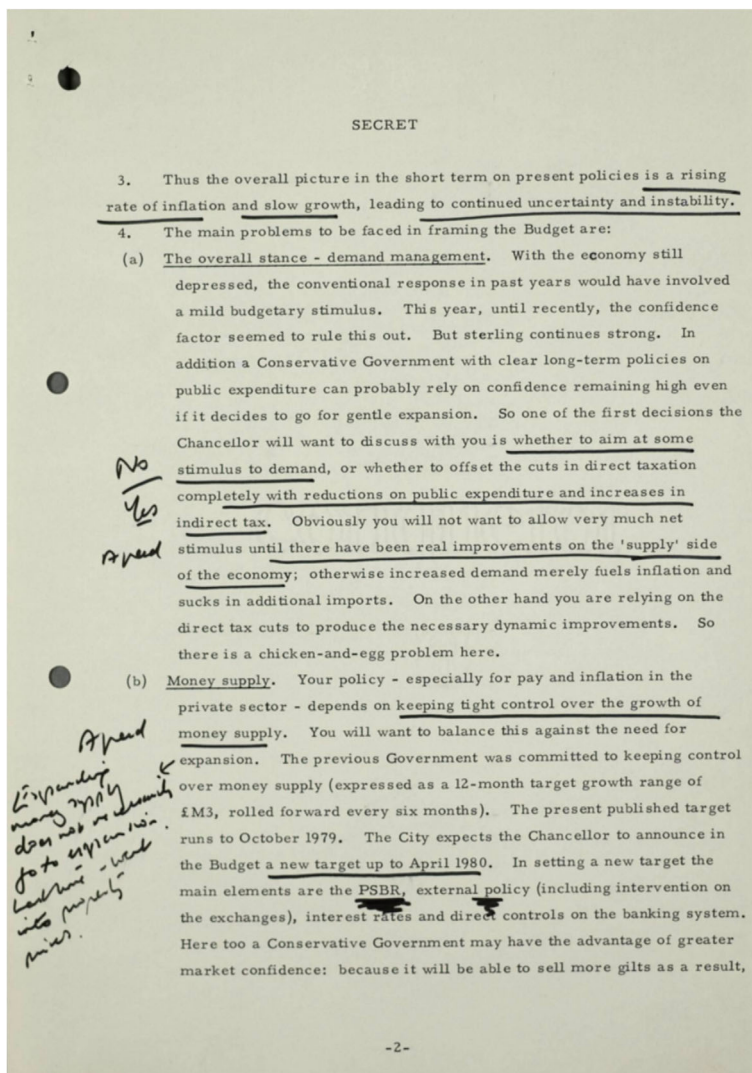 SECRET
3. Thus the overall picture in the short term on present policies is a rising
rate of inflation and slow growth, leading to continued uncertainty and instability.
4. The main problems to be faced in framing the Budget are:
(a) The overall stance - demand management. With the economy still
depressed, the conventional response in past years would have involved
a mild budgetary stimulus. This year, until recently, the confidence
factor seemed to rule this out. But sterling continues strong. In
addition a Conservative Government with clear long-term policies on
public expenditure can probably rely on confidence remaining high even
if it decides to go for gentle expansion. So one of the first decisions the
Chancellor will want to discuss with you is whether to aim at some
No
stimulus to demand, or whether to offset the cuts in direct taxation
Yes
completely with reductions on public expenditure and increases in
indirect tax. Obviously you will not want to allow very much net
Agreed
stimulus until there have been real improvements on the 'supply' side
of the economy; otherwise increased demand merely fuels inflation and
sucks in additional imports. On the other hand you are relying on the
direct tax cuts to produce the necessary dynamic improvements. So
there is a chicken-and-egg problem here.
(b) Money supply. Your policy - especially for pay and inflation in the
private sector - depends on keeping tight control over the growth of
Agreed
money supply. You will want to balance this against the need for
expansion. The previous Government was committed to keeping control
over money supply (expressed as a 12-month target growth range of
£M3, rolled forward every six months). The present published target
runs to October 1979. The City expects the Chancellor to announce in
the Budget a new target up to April 1980. In setting a new target the
main elements are the PSBR, external policy (including intervention on
the exchanges), interest rates and direct controls on the banking system.
Here too a Conservative Government may have the advantage of greater
market confidence: because it will be able to sell more gilts as a result,
Expanding
money supply
does not necessarily
go to expansion.
Last time - went
into property
prices.
-2-